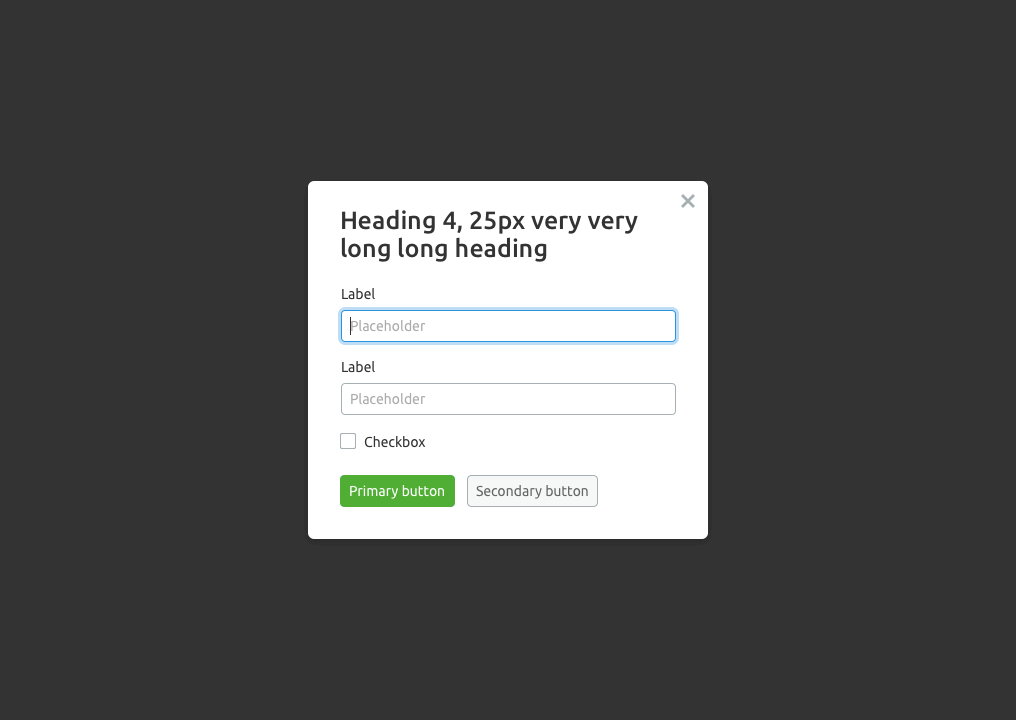 Heading 4, 25px very very
long long heading
Label
Placeholder
Label
Placeholder
Checkbox
Primary button
Secondary button